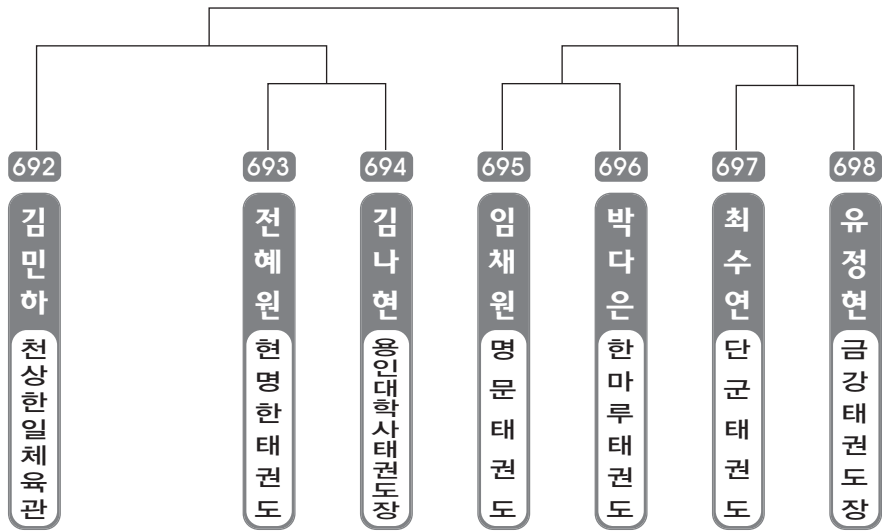 692
김민하
천상한일체육관
693
전혜원
현명한태권도
694
김나현
용인대학사태권도장
695
임채원
명문태권도
696
박다은
한마루태권도
697
최수연
단군태권도
698
유정현
금강태권도장